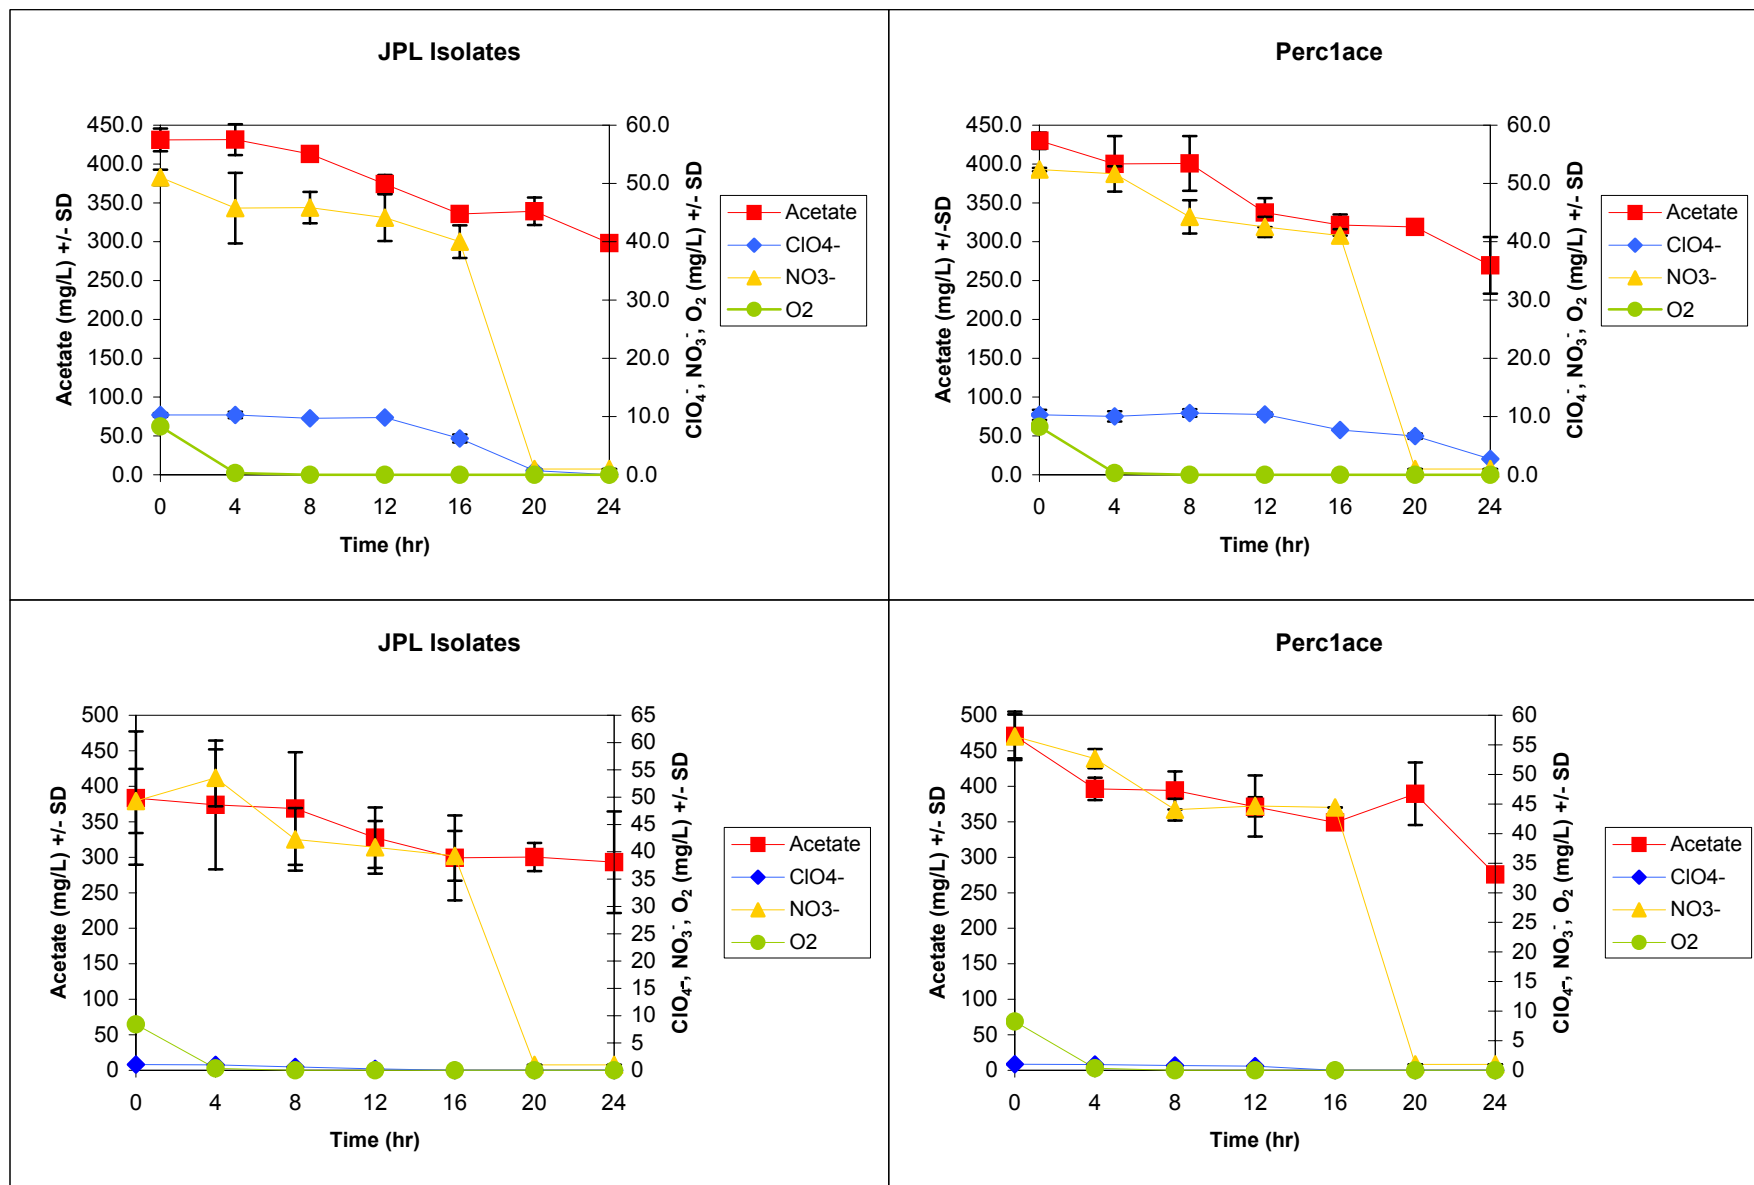 JPL Isolates
Acetate (mg/L) +/- SD
450.0
400.0
350.0
300.0
250.0
200.0
150.0
100.0
50.0
0.0
60.0
50.0
40.0
30.0
20.0
10.0
0.0
ClO₄⁻, NO₃⁻, O₂ (mg/L) +/- SD
0 4 8 12 16 20 24
Time (hr)
Acetate
ClO4-
NO3-
O2
Perc1ace
Acetate (mg/L) +/-SD
450.0
400.0
350.0
300.0
250.0
200.0
150.0
100.0
50.0
0.0
60.0
50.0
40.0
30.0
20.0
10.0
0.0
ClO₄⁻, NO₃⁻, O₂ (mg/L) +/- SD
0 4 8 12 16 20 24
Time (hr)
Acetate
ClO4-
NO3-
O2
JPL Isolates
Acetate (mg/L) +/- SD
500
450
400
350
300
250
200
150
100
50
0
65
60
55
50
45
40
35
30
25
20
15
10
5
0
ClO₄-, NO₃⁻, O₂ (mg/L) +/- SD
0 4 8 12 16 20 24
Time (hr)
Acetate
ClO4-
NO3-
O2
Perc1ace
Acetate (mg/L) +/- SD
500
450
400
350
300
250
200
150
100
50
0
60
55
50
45
40
35
30
25
20
15
10
5
0
ClO₄-, NO₃⁻, O₂ (mg/L) +/- SD
0 4 8 12 16 20 24
Time (hr)
Acetate
ClO4-
NO3-
O2